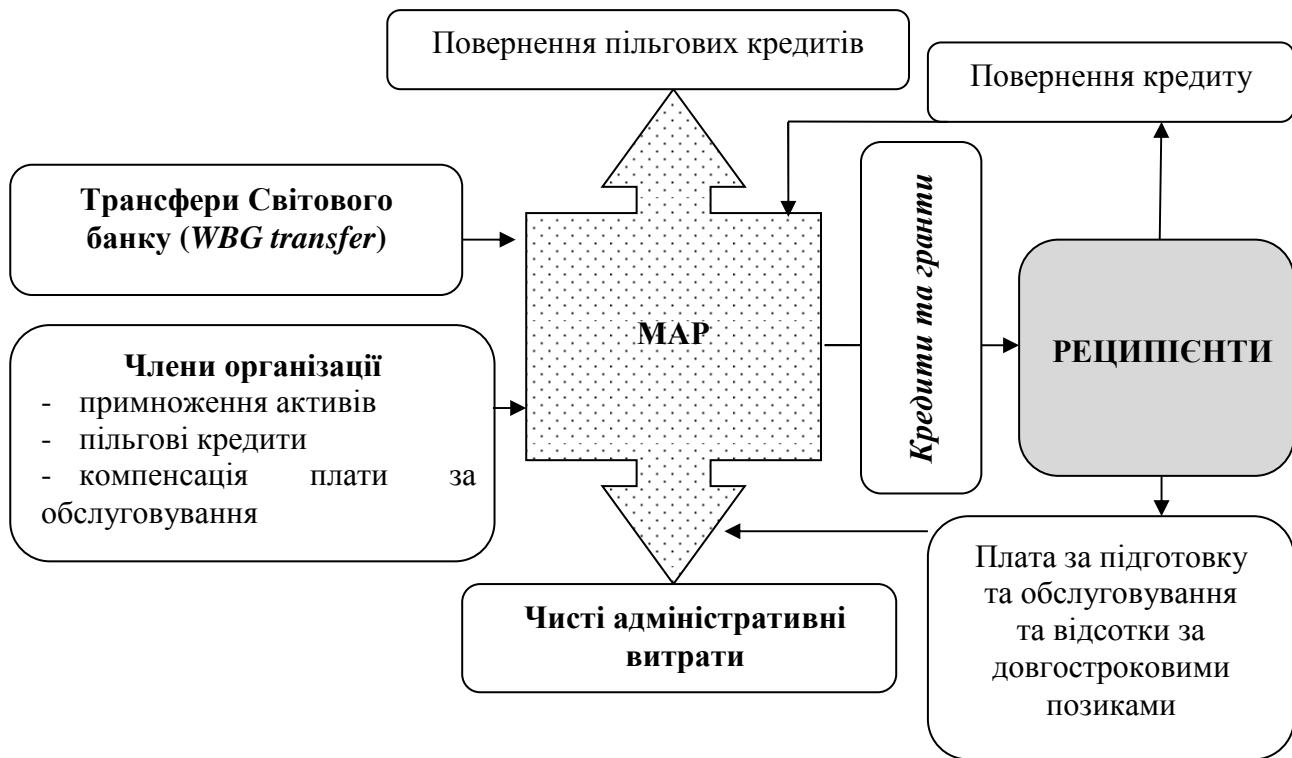 Повернення пільгових кредитів
Повернення кредиту
Трансфери Світового
банку (WBG transfer)
Члени організації
- примноження активів
- пільгові кредити
- компенсація плати за
обслуговування
МАР
Кредити та гранти
РЕЦИПІЄНТИ
Чисті адміністративні
витрати
Плата за підготовку
та обслуговування
та відсотки за
довгостроковими
позиками